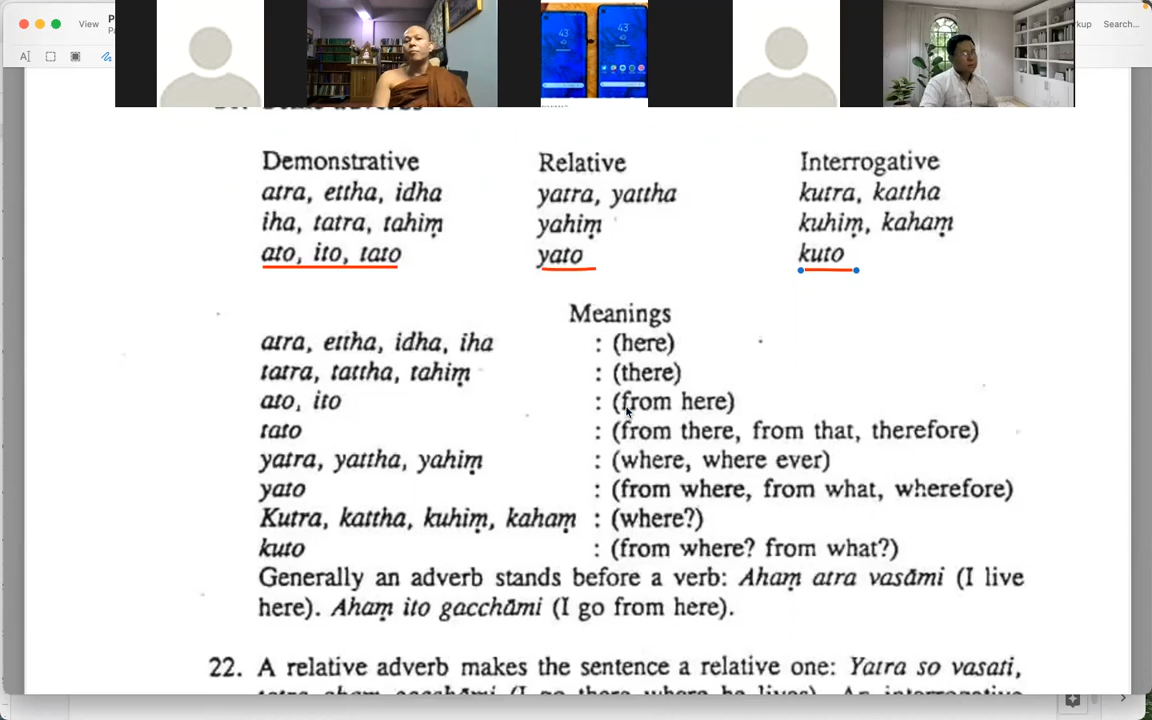 View
P
kup
Search...
Demonstrative Relative Interrogative
atra, ettha, idha yatra, yattha kutra, kattha
iha, tatra, tahiṃ yahiṃ kuhiṃ, kahaṃ
ato, ito, tato yato kuto
Meanings
atra, ettha, idha, iha : (here)
tatra, tattha, tahiṃ : (there)
ato, ito : (from here)
tato : (from there, from that, therefore)
yatra, yattha, yahiṃ : (where, where ever)
yato : (from where, from what, wherefore)
Kutra, kattha, kuhiṃ, kahaṃ : (where?)
kuto : (from where? from what?)
Generally an adverb stands before a verb: Ahaṃ atra vasāmi (I live
here). Ahaṃ ito gacchāmi (I go from here).
22. A relative adverb makes the sentence a relative one: Yatra so vasati,